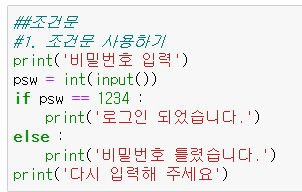 ##조건문
#1. 조건문 사용하기
print('비밀번호 입력')
psw = int(input())
if psw == 1234 :
    print('로그인 되었습니다.')
else :
    print('비밀번호 틀렸습니다.')
print('다시 입력해 주세요')